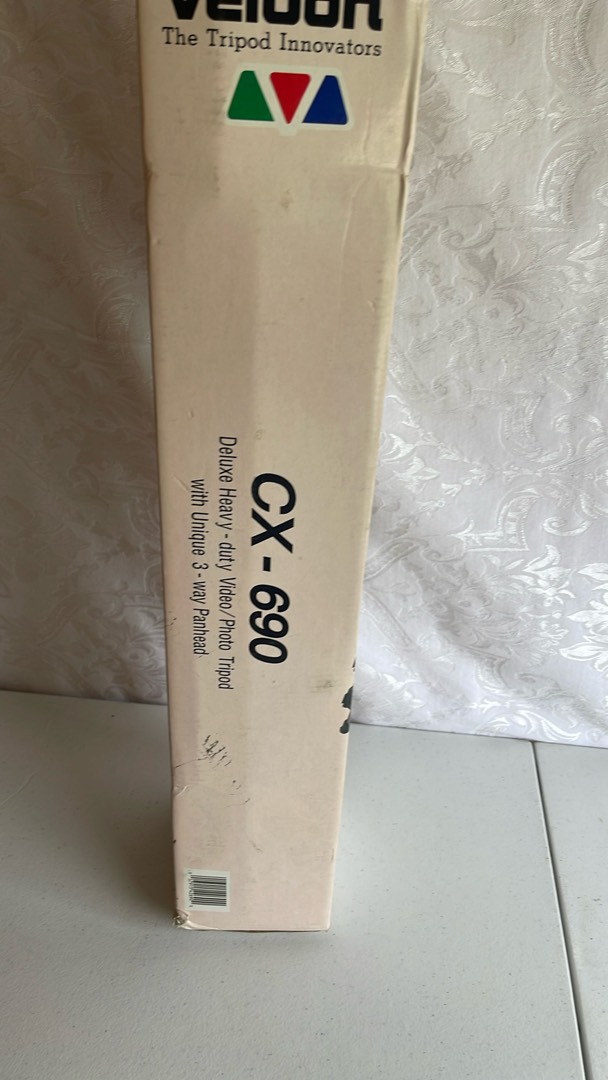 Velbon
The Tripod Innovators
CX - 690
Deluxe Heavy - duty Video/Photo Tripod
with Unique 3 - way Panhead